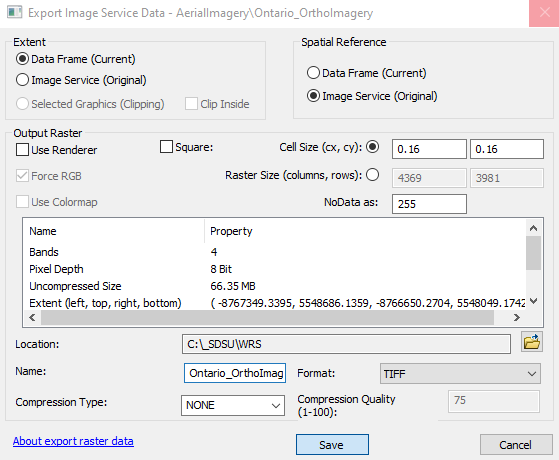 Export Image Service Data - AerialImagery\Ontario_OrthoImagery
Extent
Data Frame (Current)
Image Service (Original)
Selected Graphics (Clipping) Clip Inside
Spatial Reference
Data Frame (Current)
Image Service (Original)
Output Raster
Use Renderer Square: Cell Size (cx, cy): 0.16 0.16
Force RGB Raster Size (columns, rows): 4369 3981
Use Colormap NoData as: 255
Name Property
Bands 4
Pixel Depth 8 Bit
Uncompressed Size 66.35 MB
Extent (left, top, right, bottom) ( -8767349.3395, 5548686.1359, -8766650.2704, 5548049.1742
Location: C:\_SDSU\WRS
Name: Ontario_OrthoImag Format: TIFF
Compression Type: NONE Compression Quality
(1-100): 75
About export raster data Save Cancel